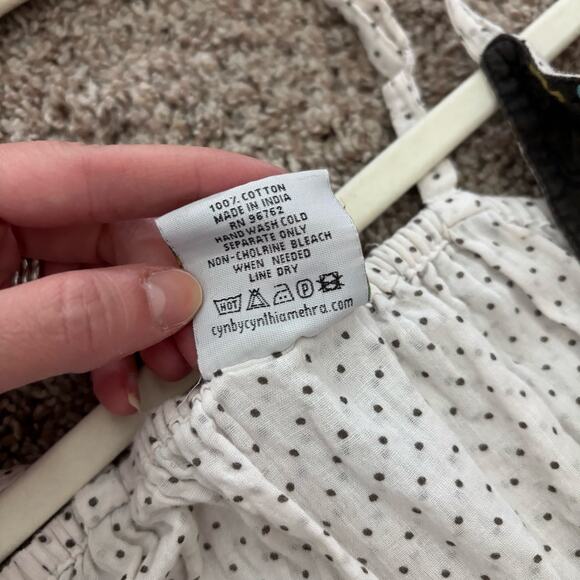 100% COTTON
MADE IN INDIA
RN 96762
HAND WASH COLD
SEPARATE ONLY
NON-CHOLRINE BLEACH
WHEN NEEDED
LINE DRY
HOT P
cynbycynthiamehra.com